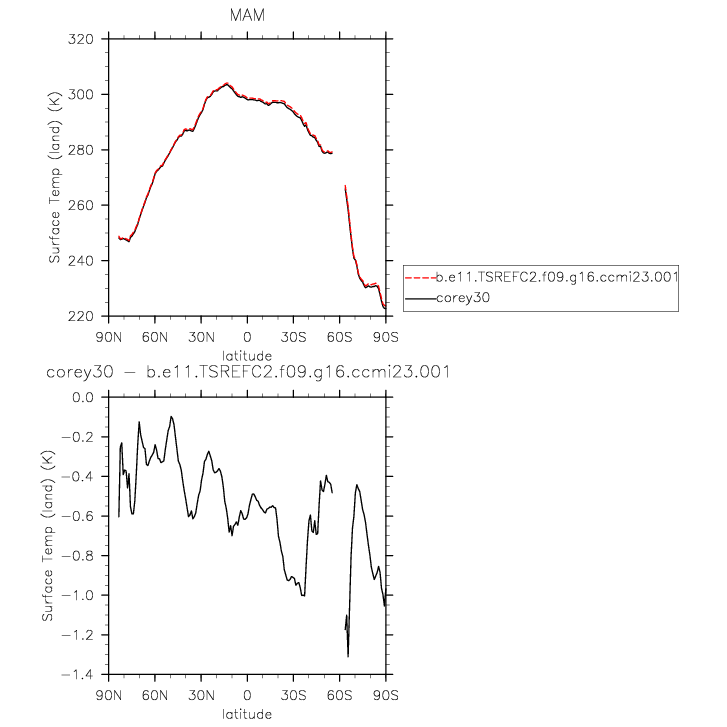 MAM
320
300
280
260
240
220
Surface Temp (land) (K)
90N 60N 30N 0 30S 60S 90S
latitude
b.e11.TSREFC2.f09.g16.ccmi23.001
corey30
corey30 − b.e11.TSREFC2.f09.g16.ccmi23.001
0.0
−0.2
−0.4
−0.6
−0.8
−1.0
−1.2
−1.4
Surface Temp (land) (K)
90N 60N 30N 0 30S 60S 90S
latitude